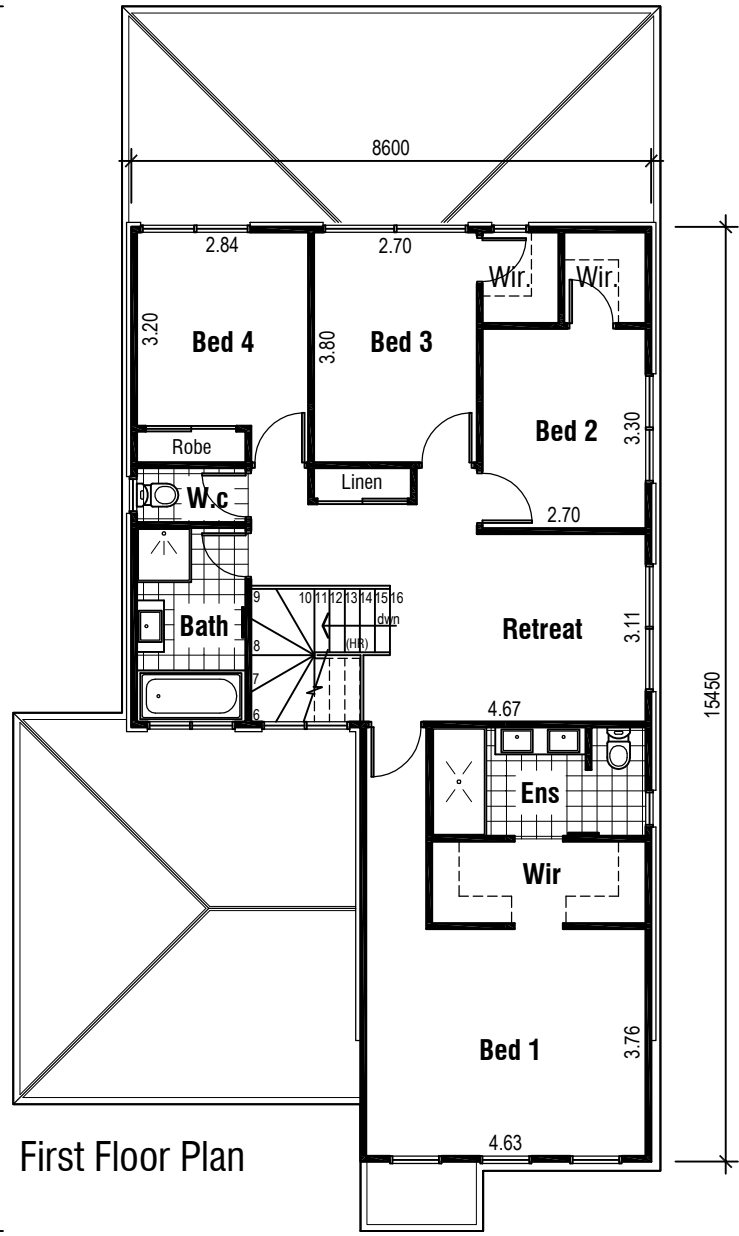 8600
2.84
2.70
Wir.
Wir.
3.20
Bed 4
3.80
Bed 3
Bed 2
3.30
Robe
Linen
W.c
2.70
9
10 11 12 13 14 15 16
dwn
(HR)
8
7
6
Bath
Retreat
3.11
4.67
15450
Ens
Wir
Bed 1
3.76
4.63
First Floor Plan